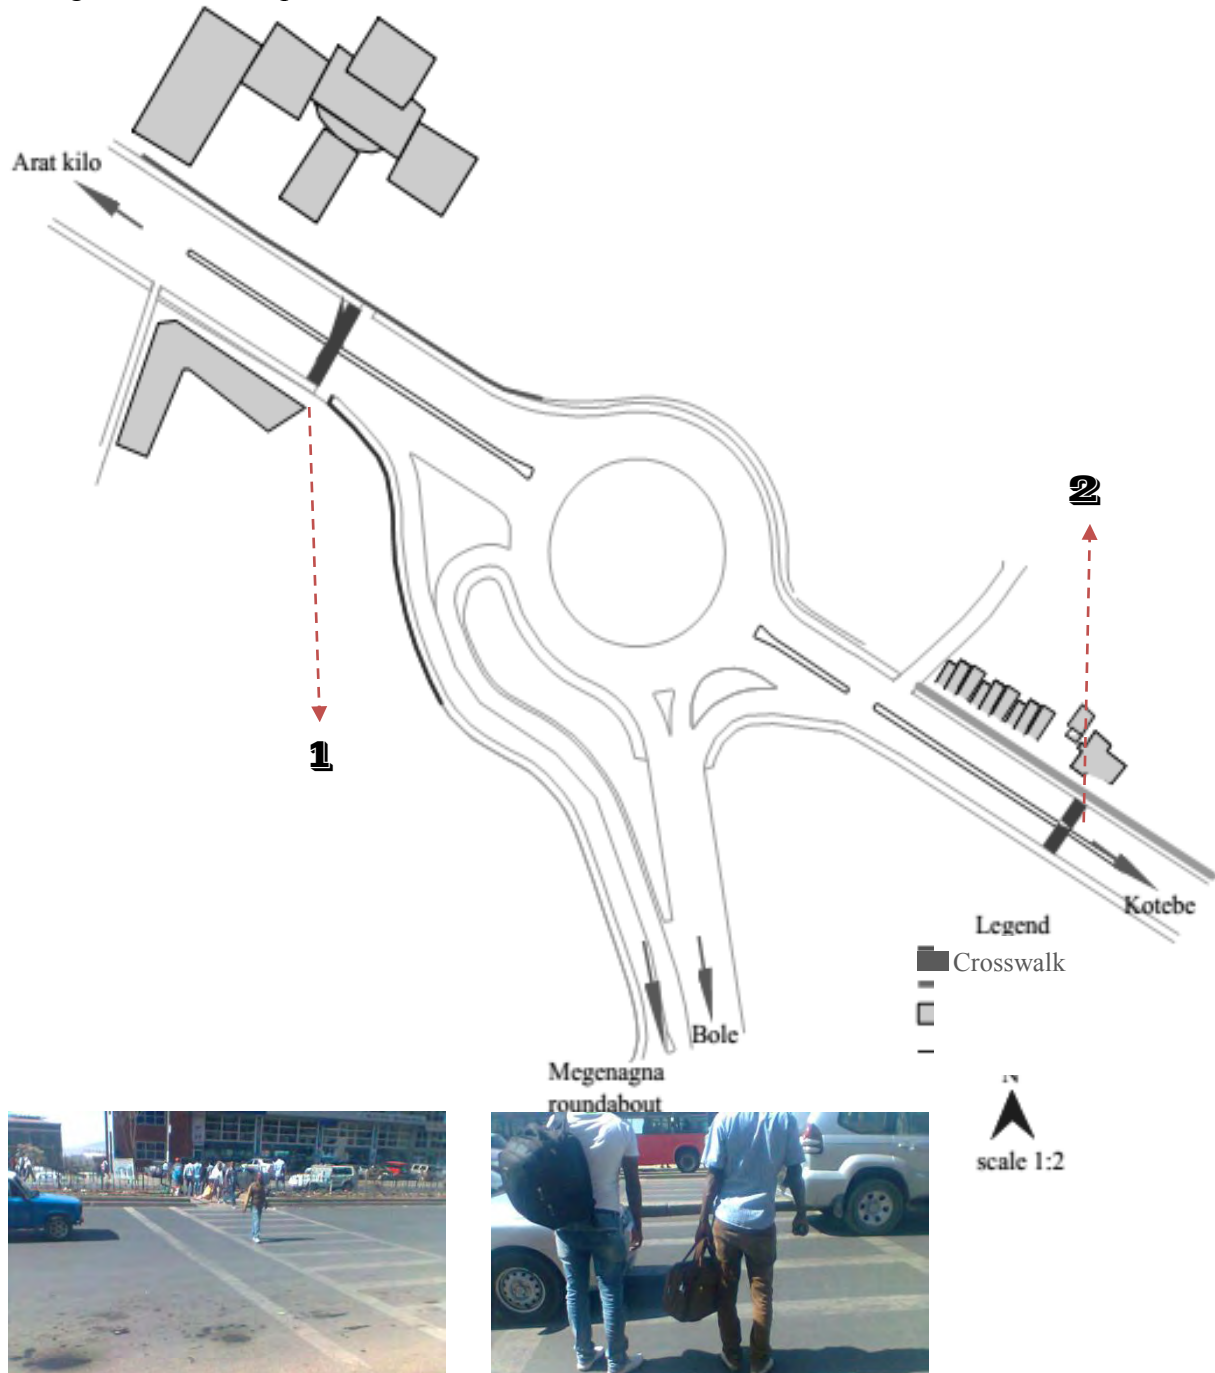 Arat kilo
2
1
Kotebe
Legend
Crosswalk
Bole
Megenagna
roundabout
N
scale 1:2